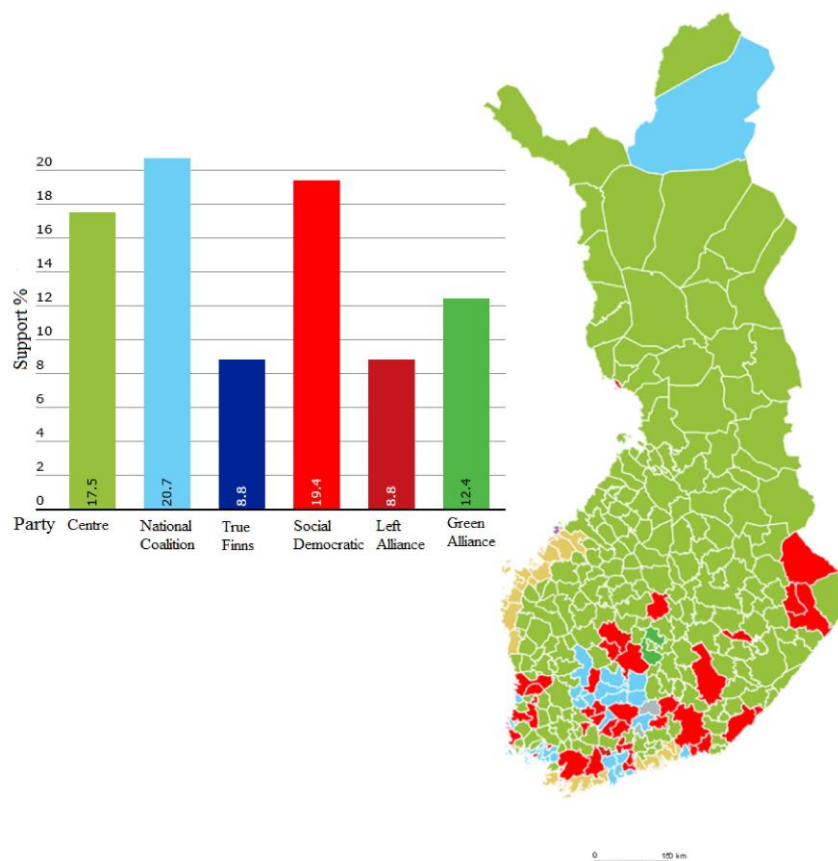 20
18
16
14
12
10
8
6
4
2
0
Support %
17.5
20.7
8.8
19.4
8.8
12.4
Party
Centre
National
Coalition
True
Finns
Social
Democratic
Left
Alliance
Green
Alliance
0 150 km